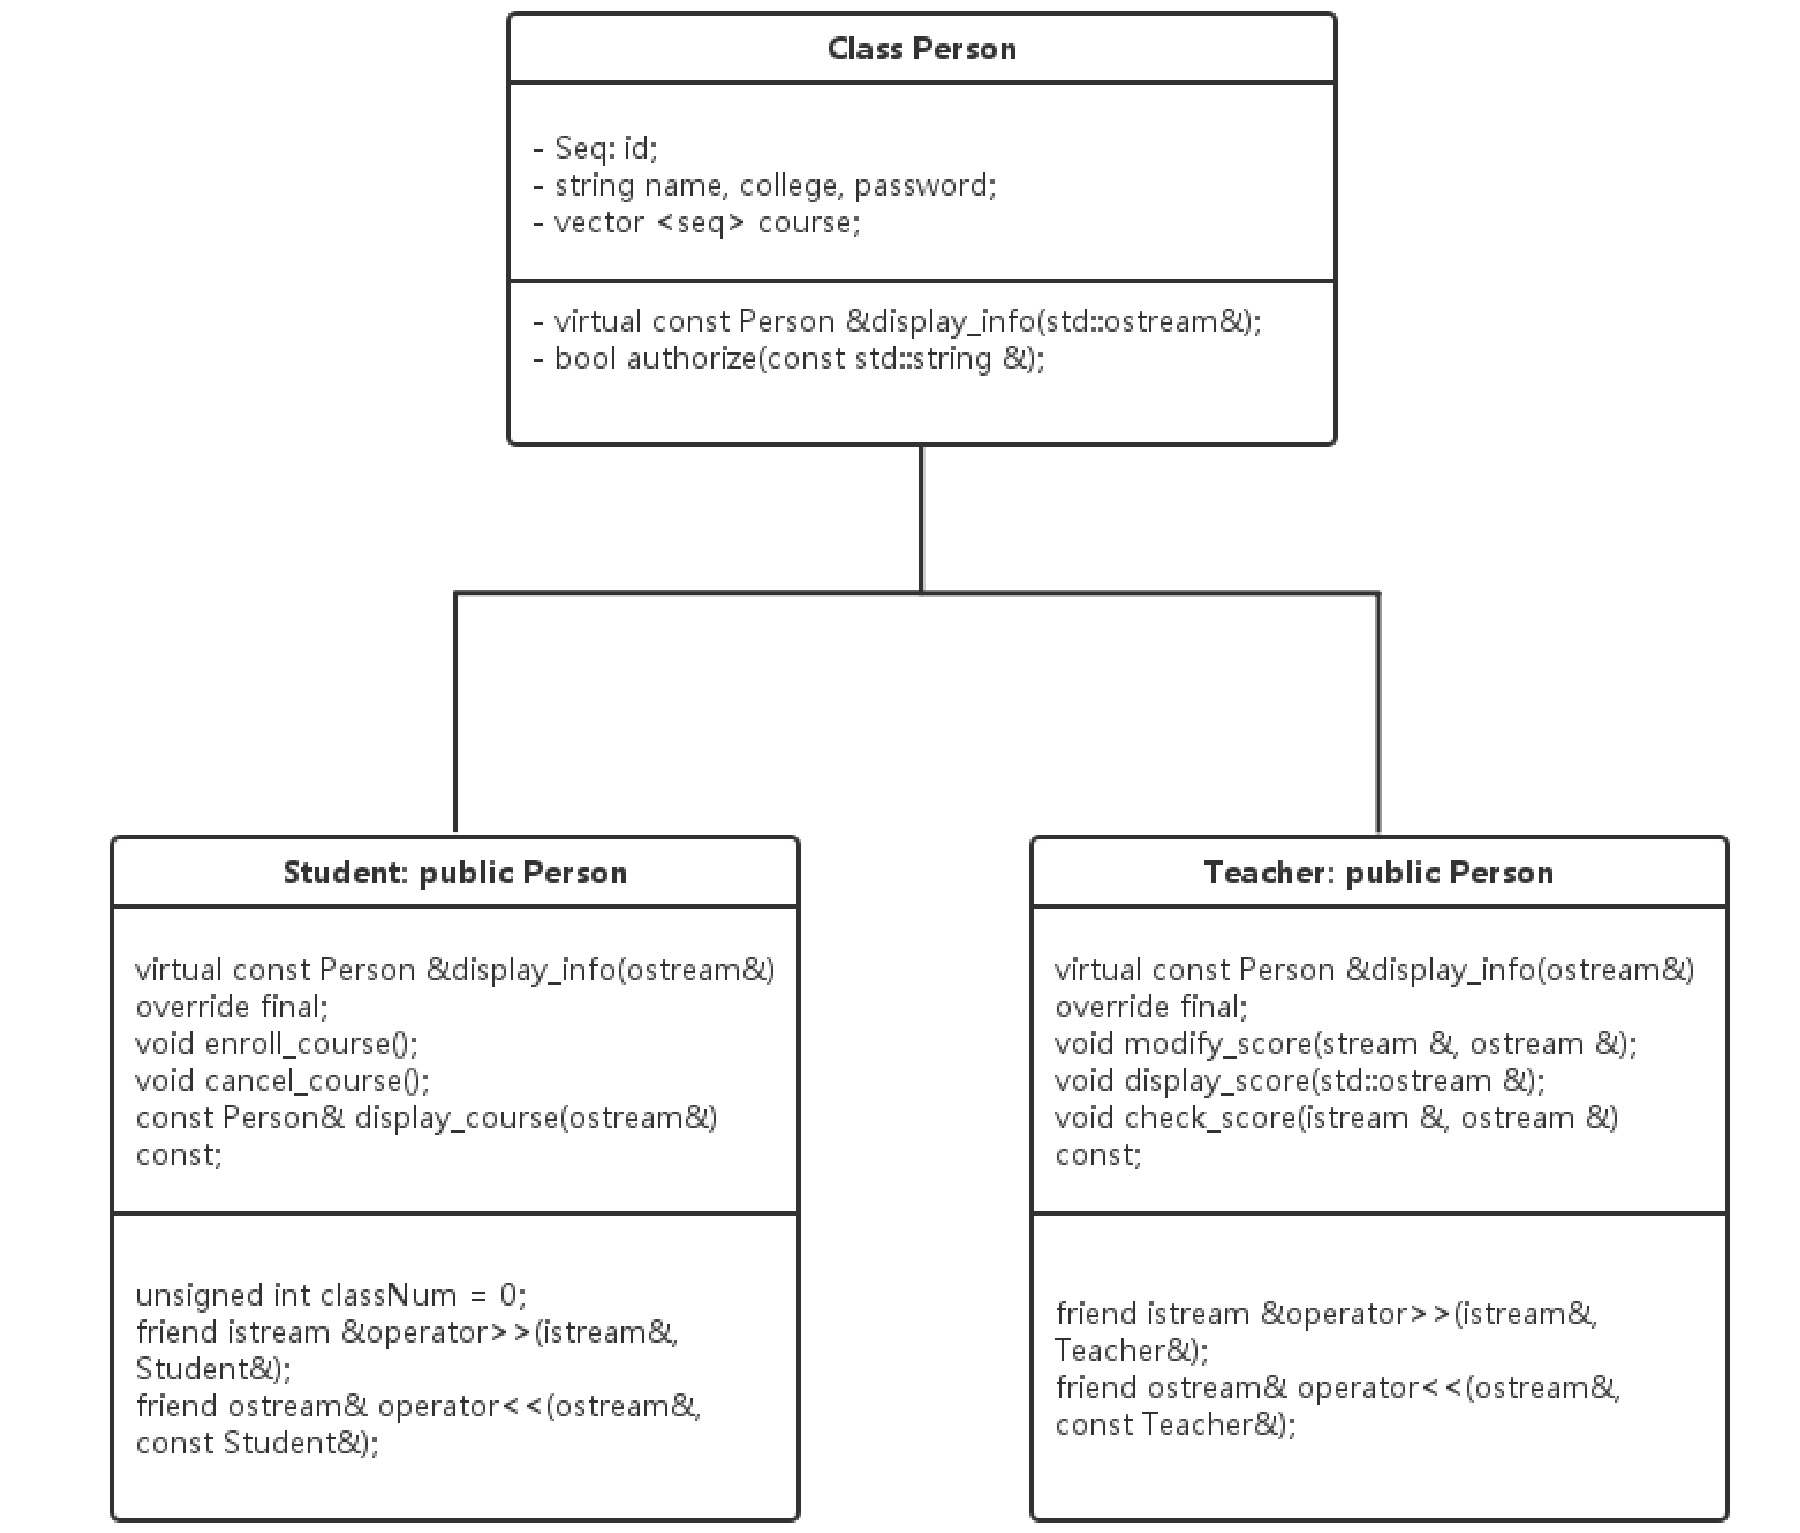 Class Person
- Seq: id;
- string name, college, password;
- vector <seq> course;
- virtual const Person &display_info(std::ostream&);
- bool authorize(const std::string &);
Student: public Person
virtual const Person &display_info(ostream&)
override final;
void enroll_course();
void cancel_course();
const Person& display_course(ostream&)
const;
unsigned int classNum = 0;
friend istream &operator>>(istream&,
Student&);
friend ostream& operator<<(ostream&,
const Student&);
Teacher: public Person
virtual const Person &display_info(ostream&)
override final;
void modify_score(stream &, ostream &);
void display_score(std::ostream &);
void check_score(istream &, ostream &)
const;
friend istream &operator>>(istream&,
Teacher&);
friend ostream& operator<<(ostream&,
const Teacher&);